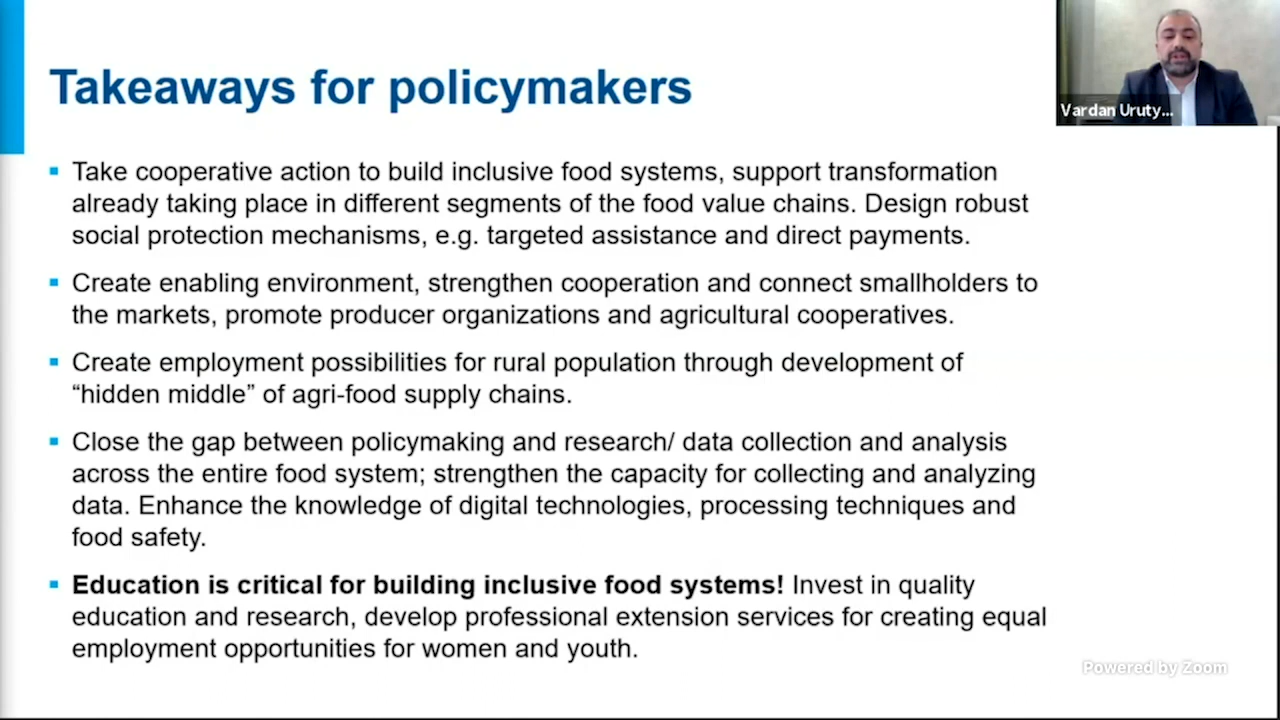 Takeaways for policymakers
Vardan Uruty...
▪ Take cooperative action to build inclusive food systems, support transformation
already taking place in different segments of the food value chains. Design robust
social protection mechanisms, e.g. targeted assistance and direct payments.
▪ Create enabling environment, strengthen cooperation and connect smallholders to
the markets, promote producer organizations and agricultural cooperatives.
▪ Create employment possibilities for rural population through development of
“hidden middle” of agri-food supply chains.
▪ Close the gap between policymaking and research/ data collection and analysis
across the entire food system; strengthen the capacity for collecting and analyzing
data. Enhance the knowledge of digital technologies, processing techniques and
food safety.
▪ Education is critical for building inclusive food systems! Invest in quality
education and research, develop professional extension services for creating equal
employment opportunities for women and youth.
Powered by Zoom